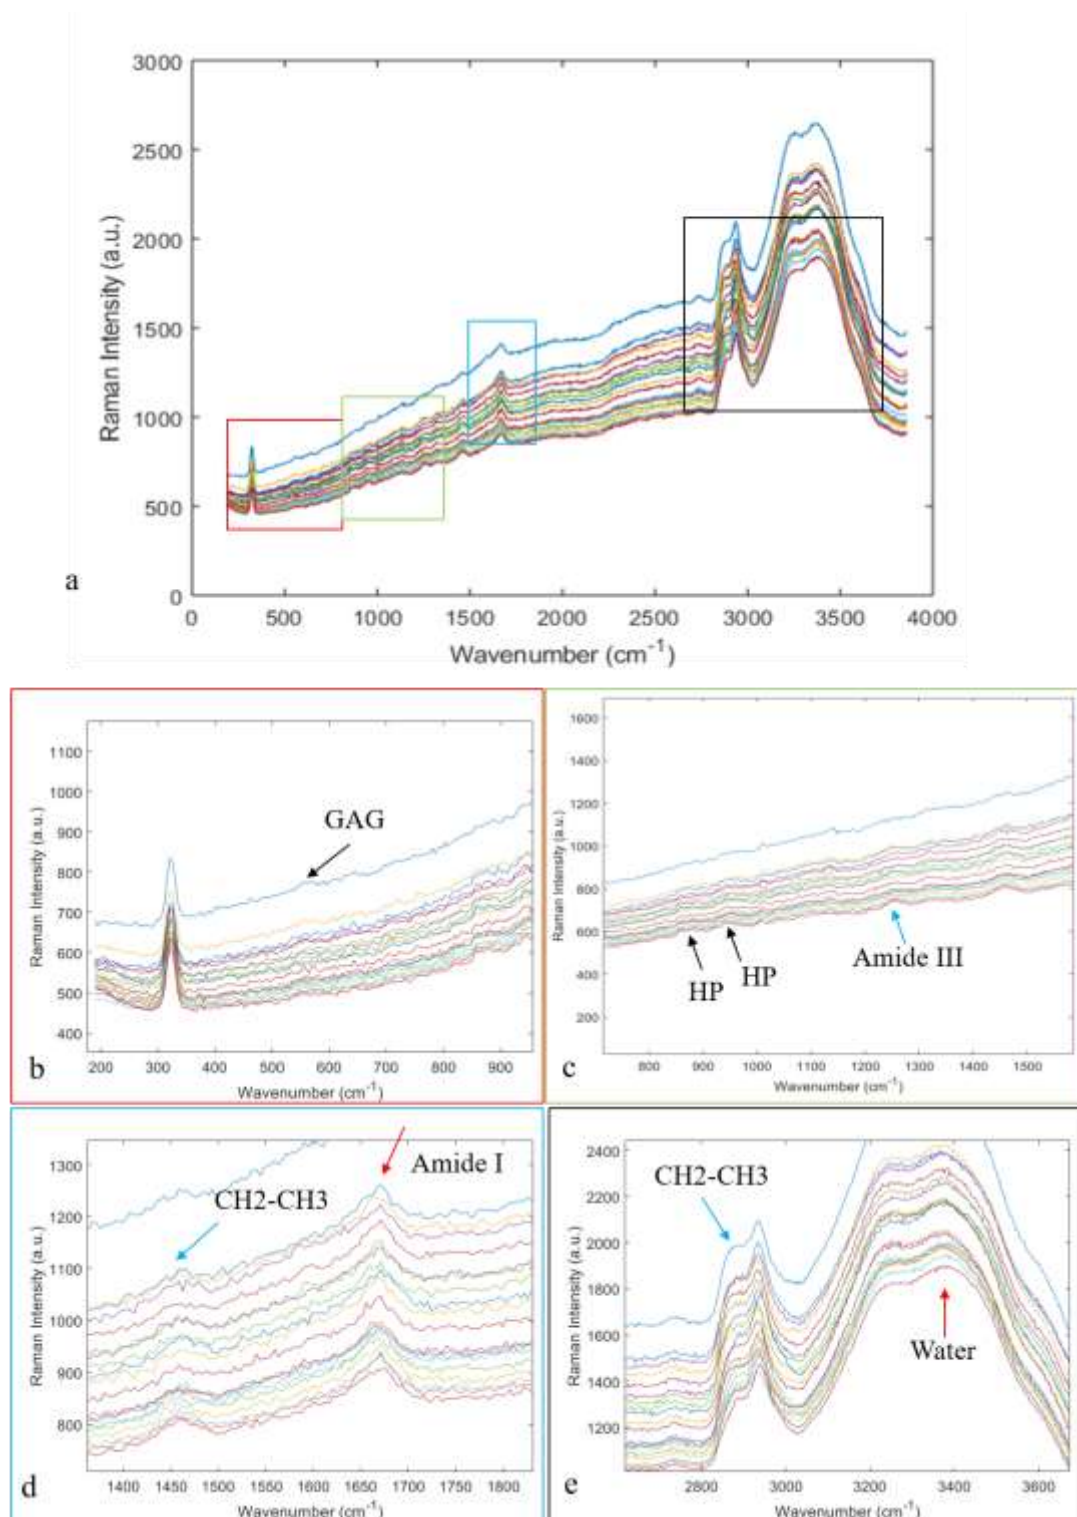 3000
2500
2000
1500
1000
500
0
Raman Intensity (a.u.)
0 500 1000 1500 2000 2500 3000 3500 4000
Wavenumber (cm-1)
a
1100
1000
900
800
700
600
500
400
Raman Intensity (a.u.)
GAG
200 300 400 500 600 700 800 900
Wavenumber (cm-1)
b
1600
1400
1200
1000
800
600
400
200
Raman Intensity (a.u.)
HP
HP
Amide III
800 900 1000 1100 1200 1300 1400 1500
Wavenumber (cm-1)
c
1300
1200
1100
1000
900
800
Raman Intensity (a.u.)
Amide I
CH2-CH3
1400 1450 1500 1550 1600 1650 1700 1750 1800
Wavenumber (cm-1)
d
2400
2200
2000
1800
1600
1400
1200
Raman Intensity (a.u.)
CH2-CH3
Water
2800 3000 3200 3400 3600
Wavenumber (cm-1)
e